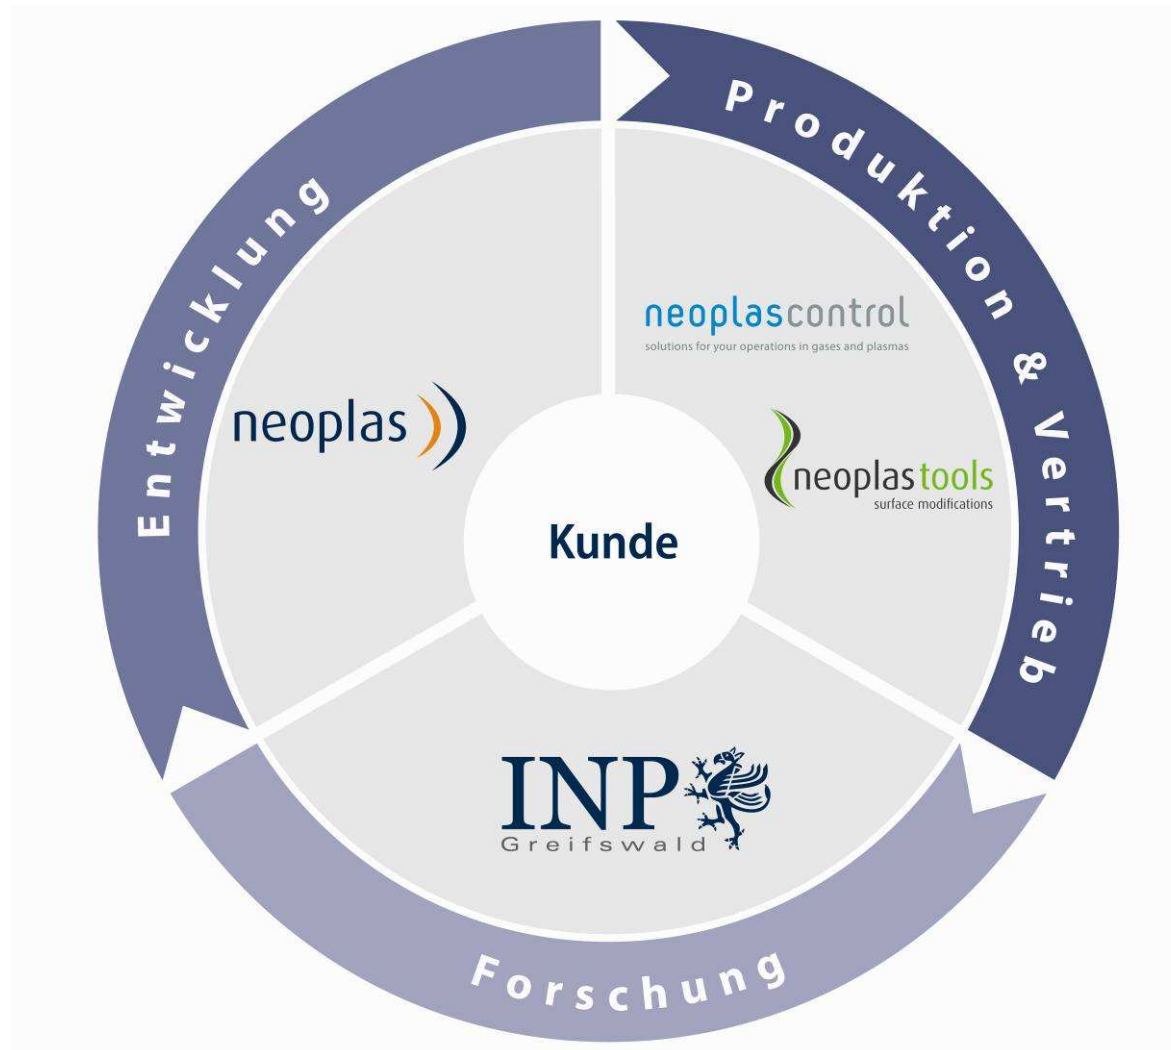 Produktion & Vertrieb
Entwicklung
neoplascontrol
solutions for your operations in gases and plasmas
neoplas
neoplastools
surface modifications
Kunde
INP
Greifswald
Forschung